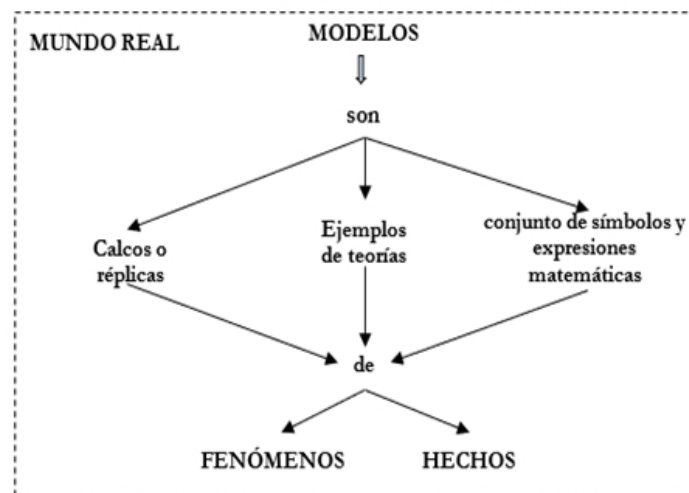 MODELOS
MUNDO REAL
son
Calcos o
réplicas
Ejemplos
de teorías
conjunto de símbolos y
expresiones
matemáticas
de
FENÓMENOS
HECHOS